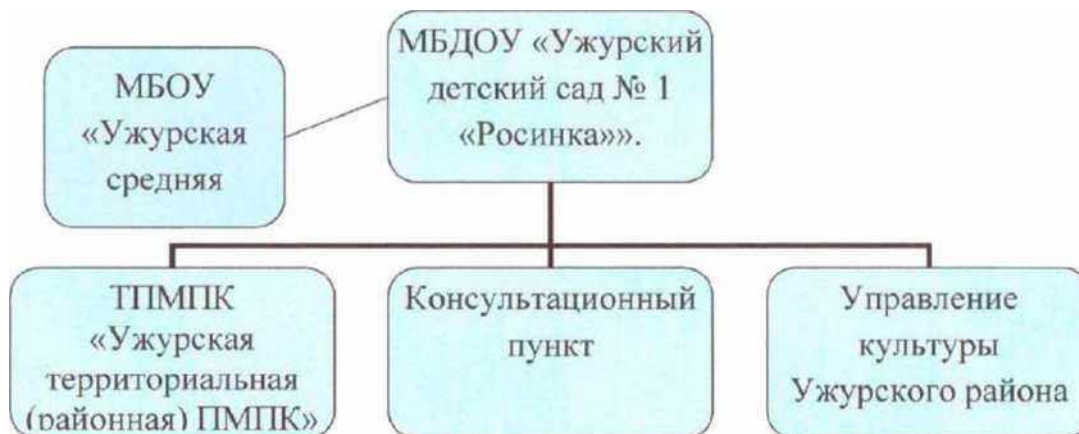 МБОУ
«Ужурская
средняя
МБДОУ «Ужурский
детский сад № 1
«Росинка»».
ТПМПК
«Ужурская
территориальная
(районная) ПМПК»
Консультационный
пункт
Управление
культуры
Ужурского района